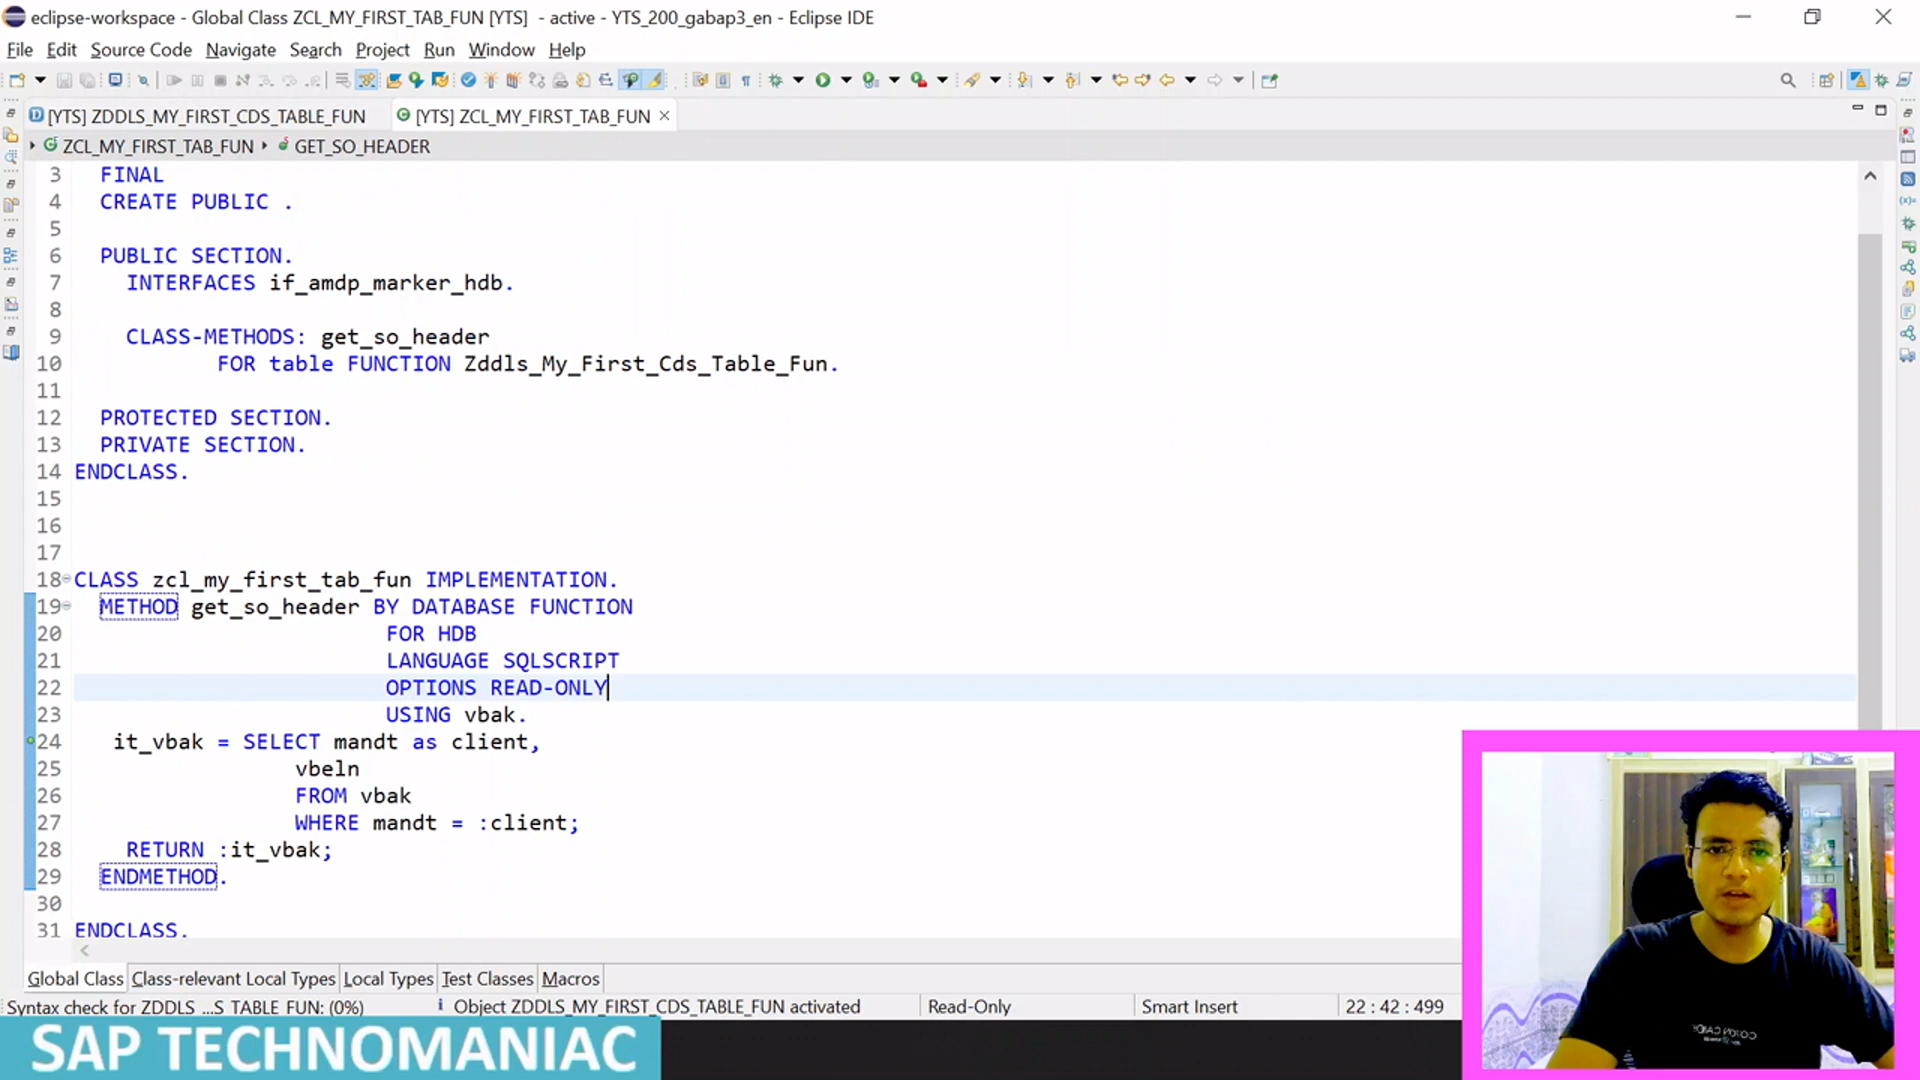 eclipse-workspace - Global Class ZCL_MY_FIRST_TAB_FUN [YTS] - active - YTS_200_gabap3_en - Eclipse IDE
File Edit Source Code Navigate Search Project Run Window Help
[YTS] ZDDLS_MY_FIRST_CDS_TABLE_FUN [YTS] ZCL_MY_FIRST_TAB_FUN
ZCL_MY_FIRST_TAB_FUN GET_SO_HEADER
3 FINAL
4 CREATE PUBLIC .
5
6 PUBLIC SECTION.
7 INTERFACES if_amdp_marker_hdb.
8
9 CLASS-METHODS: get_so_header
10 FOR table FUNCTION Zddls_My_First_Cds_Table_Fun.
11
12 PROTECTED SECTION.
13 PRIVATE SECTION.
14 ENDCLASS.
15
16
17
18 CLASS zcl_my_first_tab_fun IMPLEMENTATION.
19 METHOD get_so_header BY DATABASE FUNCTION
20 FOR HDB
21 LANGUAGE SQLSCRIPT
22 OPTIONS READ-ONLY
23 USING vbak.
24 it_vbak = SELECT mandt as client,
25 vbeln
26 FROM vbak
27 WHERE mandt = :client;
28 RETURN :it_vbak;
29 ENDMETHOD.
30
31 ENDCLASS.
Global Class Class-relevant Local Types Local Types Test Classes Macros
Syntax check for ZDDLS ...S_TABLE_FUN: (0%) Object ZDDLS_MY_FIRST_CDS_TABLE_FUN activated Read-Only Smart Insert 22 : 42 : 499
SAP TECHNOMANIAC